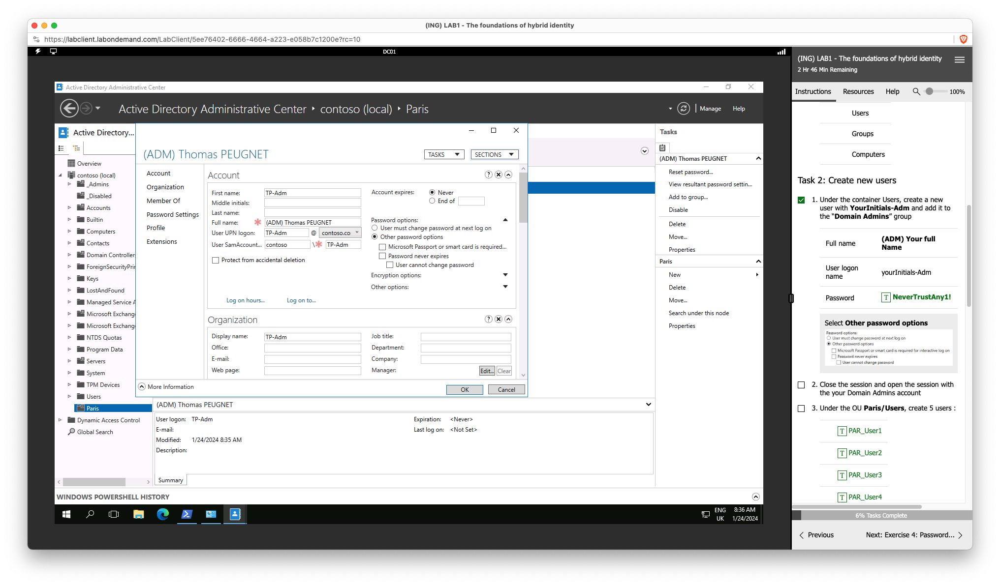 (ING) LAB1 - The foundations of hybrid identity
https://labclient.labondemand.com/LabClient/5ee76402-6666-4664-a223-e058b7c1200e?rc=10
DC01
Active Directory Administrative Center
Active Directory Administrative Center • contoso (local) • Paris
Manage
Help
Active Directory...
Overview
contoso (local)
_Admins
_Disabled
Accounts
Builtin
Computers
Contacts
Domain Controllers
ForeignSecurityPrin
Keys
LostAndFound
Managed Service A
Microsoft Exchange
Microsoft Exchange
NTDS Quotas
Program Data
Servers
System
TPM Devices
Users
Paris
Dynamic Access Control
Global Search
(ADM) Thomas PEUGNET
TASKS
SECTIONS
Account
Organization
Member Of
Password Settings
Profile
Extensions
Account
First name: TP-Adm
Middle initials:
Last name:
Full name: * (ADM) Thomas PEUGNET
User UPN logon: TP-Adm @ contoso.co
User SamAccount... contoso \* TP-Adm
Protect from accidental deletion
Account expires: Never
End of
Password options:
User must change password at next log on
Other password options
Microsoft Passport or smart card is required...
Password never expires
User cannot change password
Encryption options:
Other options:
Log on hours... Log on to...
Organization
Display name: TP-Adm
Office:
E-mail:
Web page:
Job title:
Department:
Company:
Manager: Edit... Clear
More Information
OK Cancel
(ADM) Thomas PEUGNET
User logon: TP-Adm
E-mail:
Modified: 1/24/2024 8:35 AM
Description:
Expiration: <Never>
Last log on: <Not Set>
Summary
Tasks
(ADM) Thomas PEUGNET
Reset password...
View resultant password settin...
Add to group...
Disable
Delete
Move...
Properties
Paris
New
Delete
Move...
Search under this node
Properties
WINDOWS POWERSHELL HISTORY
ENG
UK
8:36 AM
1/24/2024
(ING) LAB1 - The foundations of hybrid identity
2 Hr 46 Min Remaining
Instructions Resources Help 100%
Users
Groups
Computers
Task 2: Create new users
1. Under the container Users, create a new
user with YourInitials-Adm and add it to
the “Domain Admins” group
Full name
(ADM) Your full
Name
User logon
name
yourInitials-Adm
Password
T NeverTrustAny1!
Select Other password options
Password options:
User must change password at next log on
Other password options
Microsoft Passport or smart card is required for interactive log on
Password never expires
User cannot change password
2. Close the session and open the session with
the your Domain Admins account
3. Under the OU Paris/Users, create 5 users :
T PAR_User1
T PAR_User2
T PAR_User3
T PAR_User4
6% Tasks Complete
Previous
Next: Exercise 4: Password...